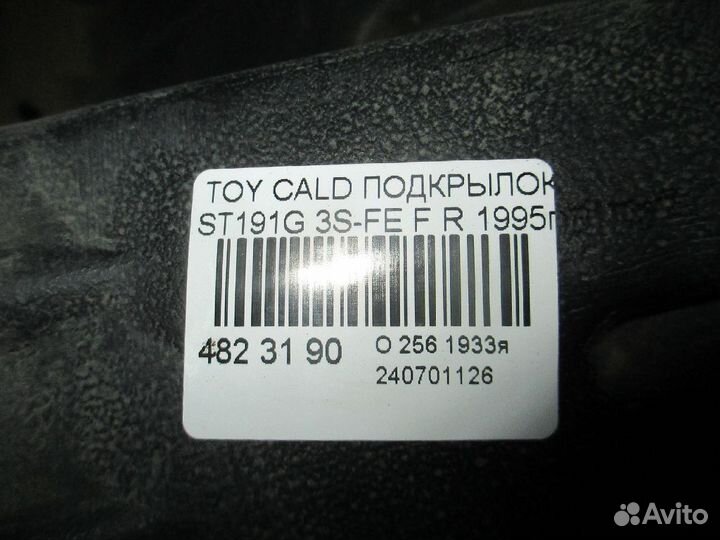 TOY CALD ПОДКРЫЛОК
ST191G 3S-FE F R 1995г
482 31 90
О 256 1933я
240701126
Avito